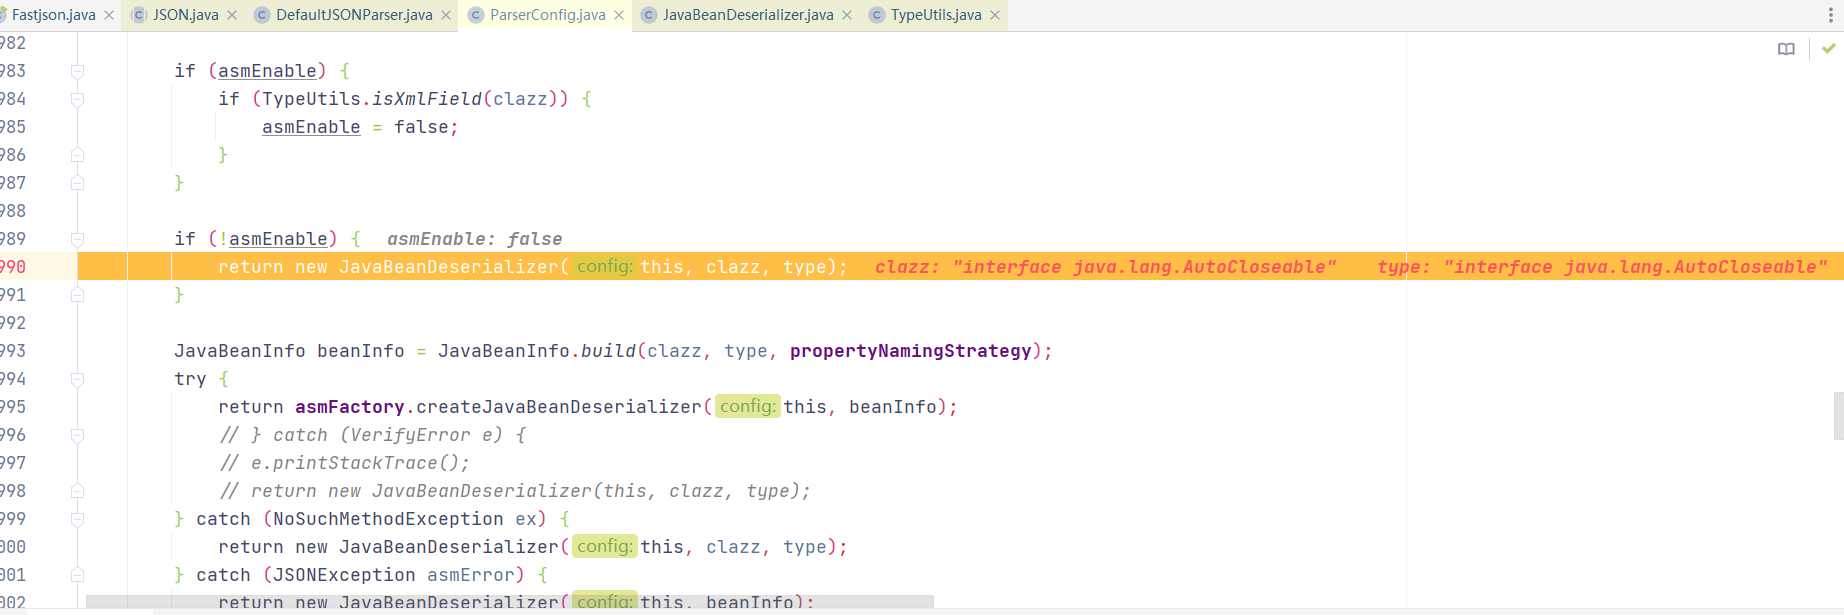 Fastjson.java JSON.java DefaultJSONParser.java ParserConfig.java JavaBeanDeserializer.java TypeUtils.java
982
983 if (asmEnable) {
984 if (TypeUtils.isXmlField(clazz)) {
985 asmEnable = false;
986 }
987 }
988
989 if (!asmEnable) { asmEnable: false
990 return new JavaBeanDeserializer( config: this, clazz, type); clazz: "interface java.lang.AutoCloseable" type: "interface java.lang.AutoCloseable"
991 }
992
993 JavaBeanInfo beanInfo = JavaBeanInfo.build(clazz, type, propertyNamingStrategy);
994 try {
995 return asmFactory.createJavaBeanDeserializer( config: this, beanInfo);
996 // } catch (VerifyError e) {
997 // e.printStackTrace();
998 // return new JavaBeanDeserializer(this, clazz, type);
999 } catch (NoSuchMethodException ex) {
000 return new JavaBeanDeserializer( config: this, clazz, type);
001 } catch (JSONException asmError) {
002 return new JavaBeanDeserializer( config: this, beanInfo);